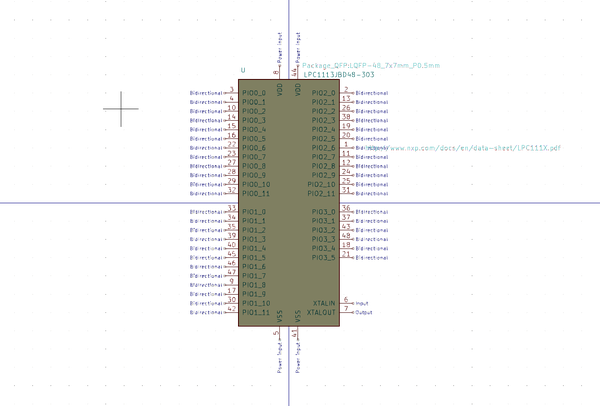 Power Input Power Input
U
Package_QFP:LQFP-48_7x7mm_P0.5mm
LPC1113JBD48-303
8 44
VDD VDD
Bidirectional 3 PIO0_0 PIO2_0 2 Bidirectional
Bidirectional 4 PIO0_1 PIO2_1 13 Bidirectional
Bidirectional 10 PIO0_2 PIO2_2 26 Bidirectional
Bidirectional 14 PIO0_3 PIO2_3 38 Bidirectional
Bidirectional 15 PIO0_4 PIO2_4 19 Bidirectional
Bidirectional 16 PIO0_5 PIO2_5 20 Bidirectional
Bidirectional 22 PIO0_6 PIO2_6 1 www.nxp.com/docs/en/data-sheet/LPC111X.pdf
Bidirectional 23 PIO0_7 PIO2_7 11 Bidirectional
Bidirectional 27 PIO0_8 PIO2_8 12 Bidirectional
Bidirectional 28 PIO0_9 PIO2_9 24 Bidirectional
Bidirectional 29 PIO0_10 PIO2_10 25 Bidirectional
Bidirectional 32 PIO0_11 PIO2_11 31 Bidirectional
Bidirectional 33 PIO1_0 PIO3_0 36 Bidirectional
Bidirectional 34 PIO1_1 PIO3_1 37 Bidirectional
Bidirectional 35 PIO1_2 PIO3_2 43 Bidirectional
Bidirectional 39 PIO1_3 PIO3_3 48 Bidirectional
Bidirectional 40 PIO1_4 PIO3_4 18 Bidirectional
Bidirectional 45 PIO1_5 PIO3_5 21 Bidirectional
Bidirectional 46 PIO1_6
Bidirectional 47 PIO1_7
Bidirectional 9 PIO1_8
Bidirectional 17 PIO1_9
Bidirectional 30 PIO1_10 XTALIN 6 Input
Bidirectional 42 PIO1_11 XTALOUT 7 Output
VSS VSS
5 41
Power Input Power Input